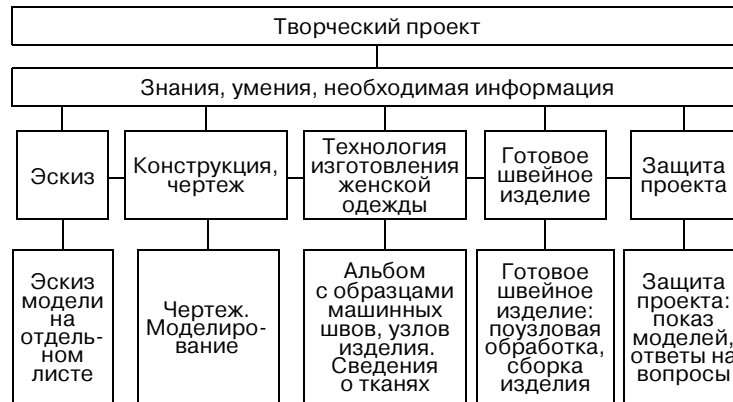 Творческий проект
Знания, умения, необходимая информация
Эскиз
Конструкция,
чертеж
Технология
изготовления
женской
одежды
Готовое
швейное
изделие
Защита
проекта
Эскиз
модели
на
отдель-
ном
листе
Чертеж.
Моделиро-
вание
Альбом
с образцами
машинных
швов, узлов
изделия.
Сведения
о тканях
Готовое
швейное
изделие:
поузловая
обработка,
сборка
изделия
Защита
проекта:
показ
моделей,
ответы на
вопросы